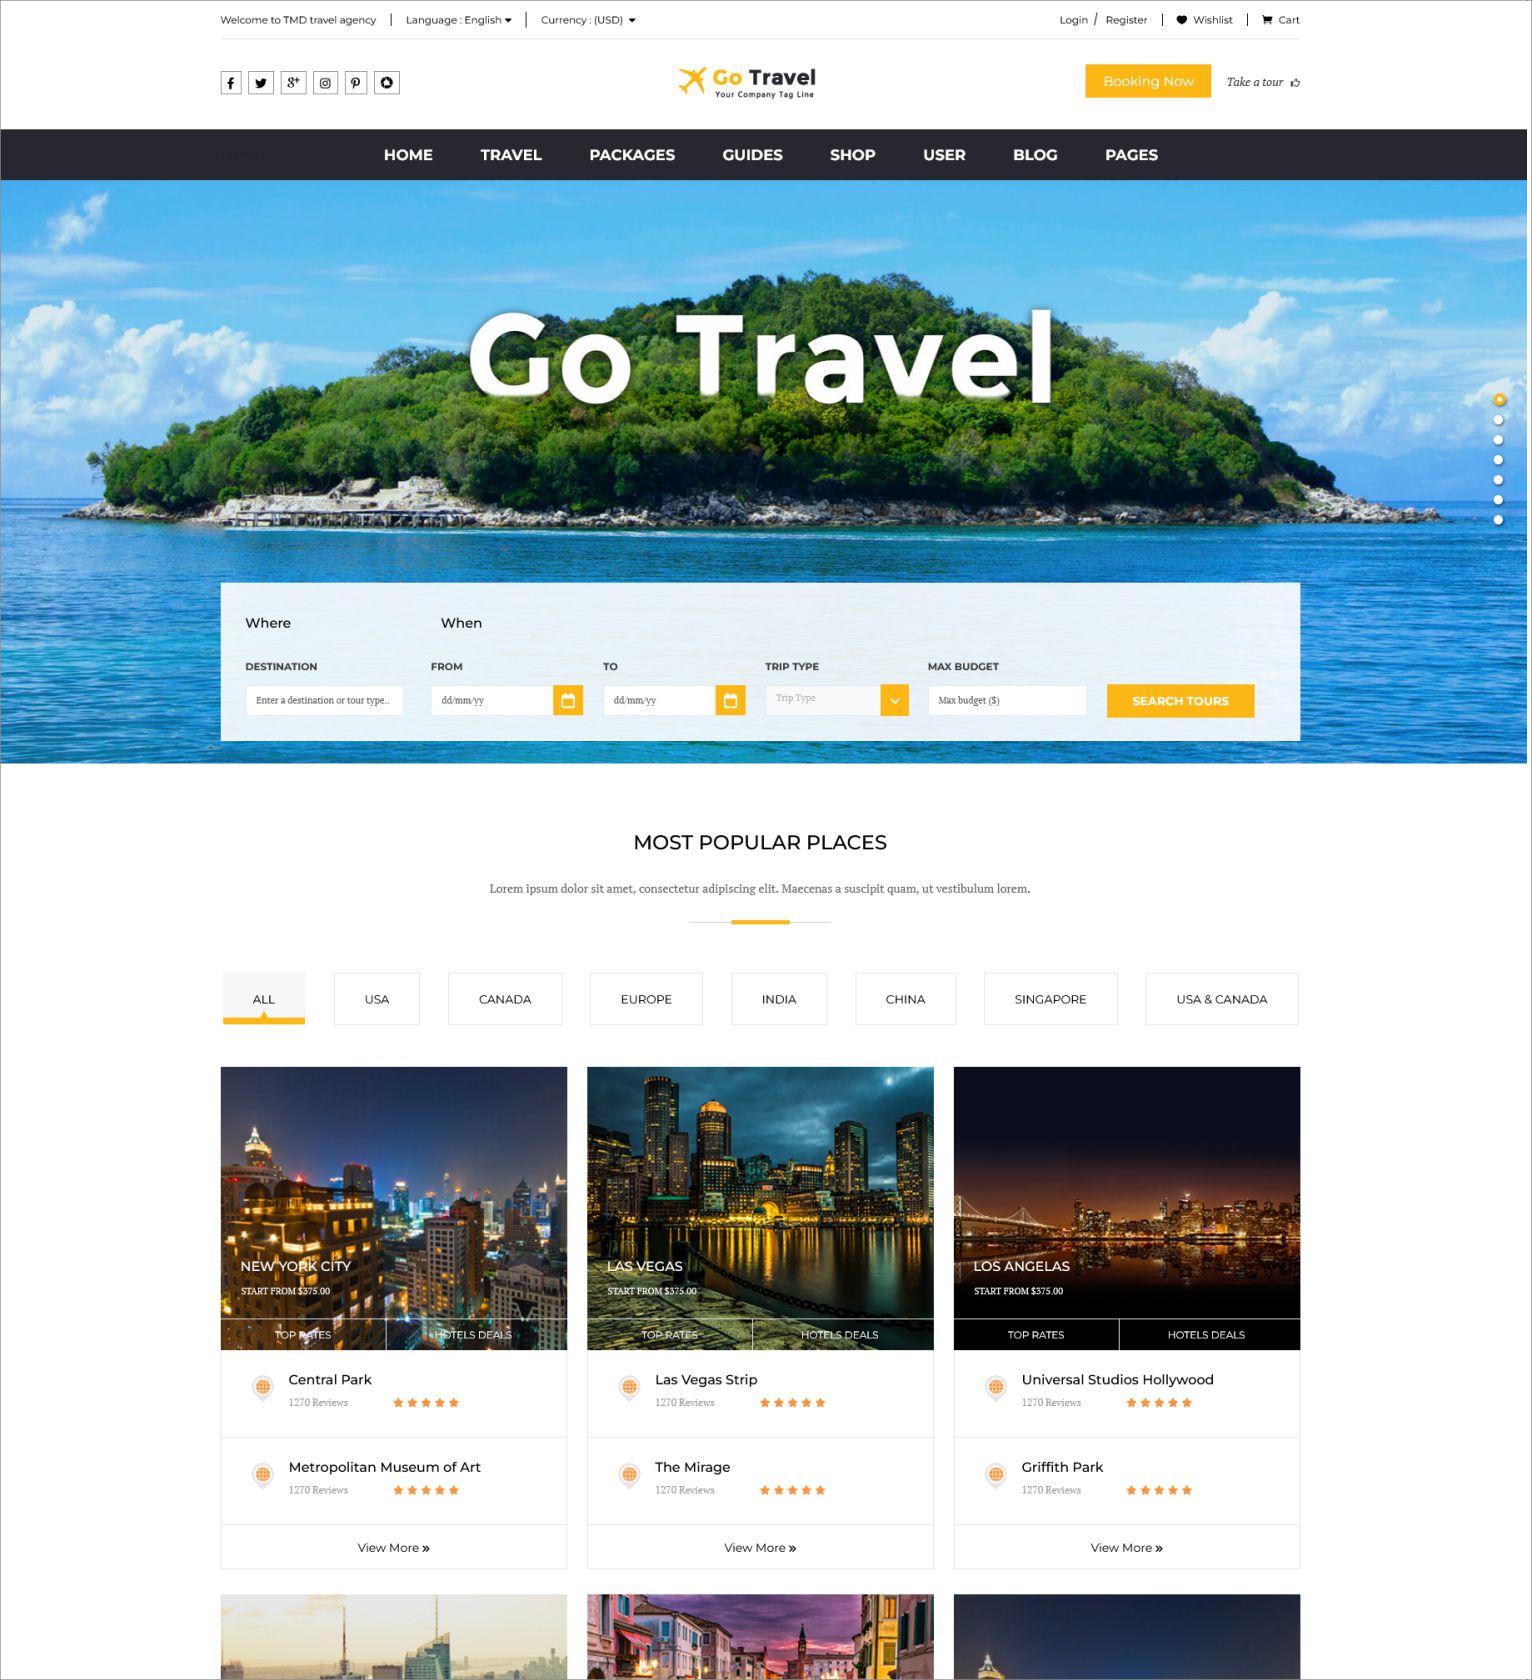 Welcome to TMD travel agency
Language : English
Currency : (USD)
Login / Register
Wishlist
Cart
Go Travel
Your Company Tag Line
Booking Now
Take a tour
Home
HOME TRAVEL PACKAGES GUIDES SHOP USER BLOG PAGES
Go Travel
Where When
DESTINATION FROM TO TRIP TYPE MAX BUDGET
Enter a destination or tour type.. dd/mm/yy dd/mm/yy Trip Type Max budget ($) SEARCH TOURS
MOST POPULAR PLACES
Lorem ipsum dolor sit amet, consectetur adipiscing elit. Maecenas a suscipit quam, ut vestibulum lorem.
ALL USA CANADA EUROPE INDIA CHINA SINGAPORE USA & CANADA
NEW YORK CITY
START FROM $375.00
TOP RATES HOTELS DEALS
Central Park
1270 Reviews
Metropolitan Museum of Art
1270 Reviews
View More »
LAS VEGAS
START FROM $375.00
TOP RATES HOTELS DEALS
Las Vegas Strip
1270 Reviews
The Mirage
1270 Reviews
View More »
LOS ANGELAS
START FROM $375.00
TOP RATES HOTELS DEALS
Universal Studios Hollywood
1270 Reviews
Griffith Park
1270 Reviews
View More »